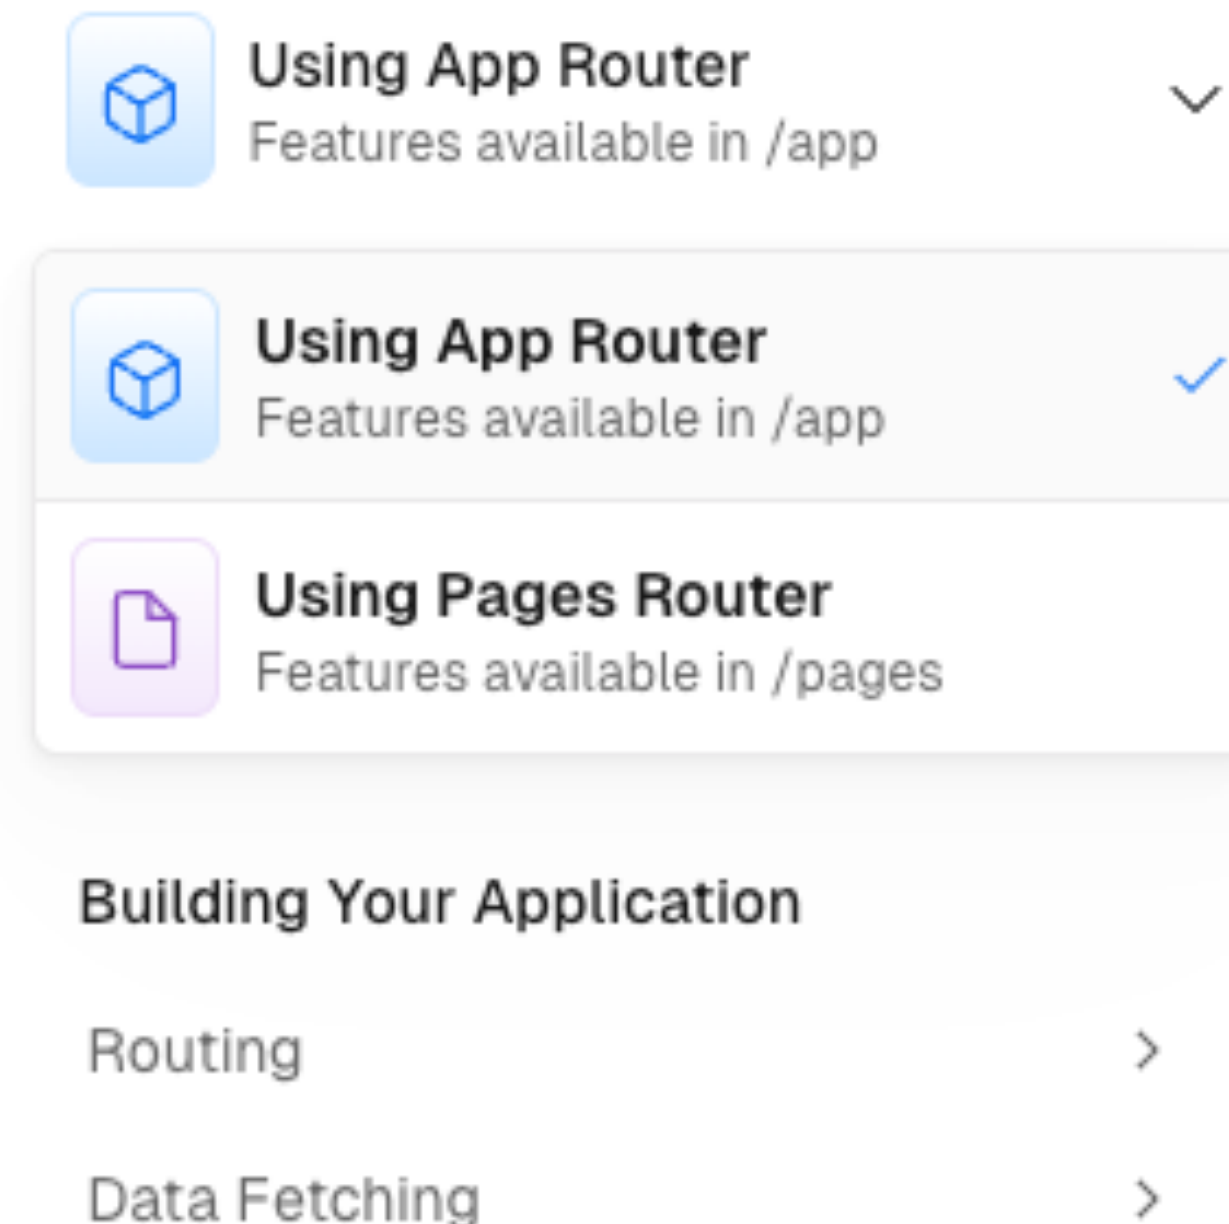 Using App Router
Features available in /app
Using App Router
Features available in /app
Using Pages Router
Features available in /pages
Building Your Application
Routing
Data Fetching